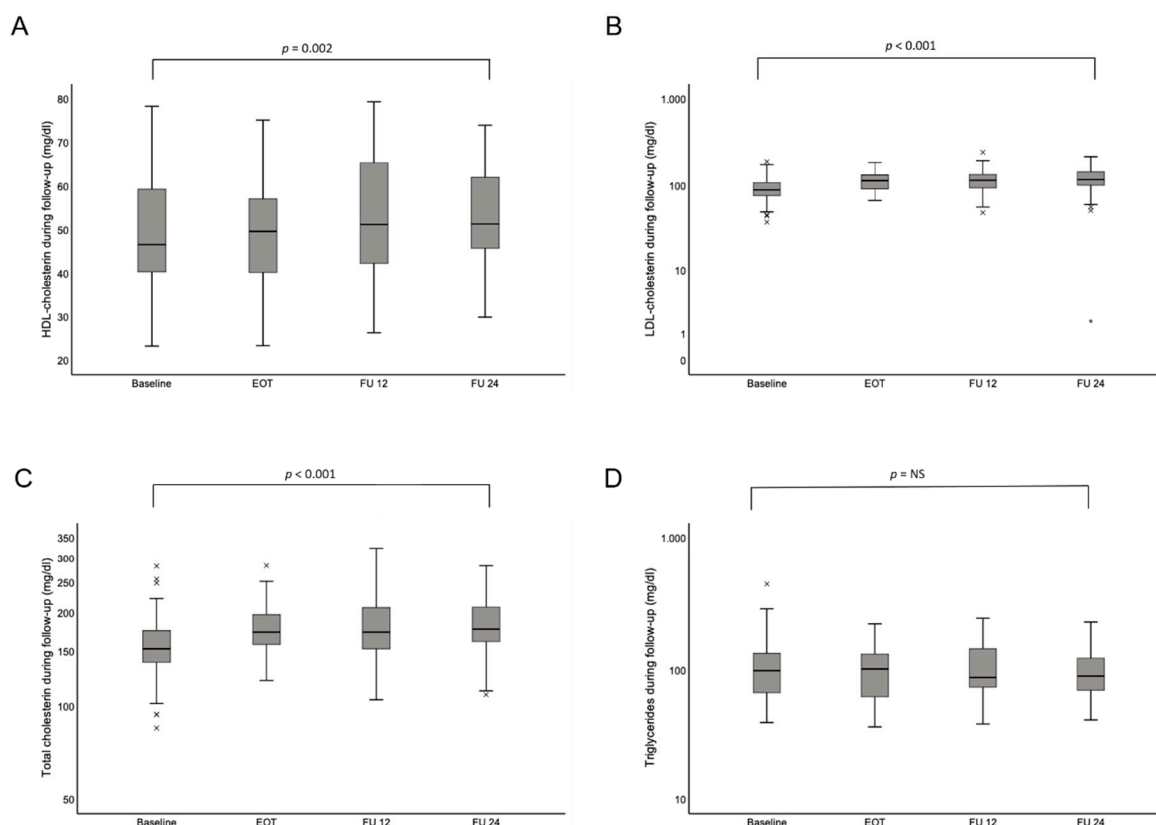 A
p = 0.002
HDL-cholesterin during follow-up (mg/dl)
80
70
60
50
40
30
20
Baseline EOT FU 12 FU 24
B
p < 0.001
LDL-cholesterin during follow-up (mg/dl)
1.000
100
10
1
0
Baseline EOT FU 12 FU 24
C
p < 0.001
Total cholesterin during follow-up (mg/dl)
350
300
250
200
150
100
50
Baseline EOT FU 12 FU 24
D
p = NS
Triglycerides during follow-up (mg/dl)
1.000
100
10
Baseline EOT FU 12 FU 24